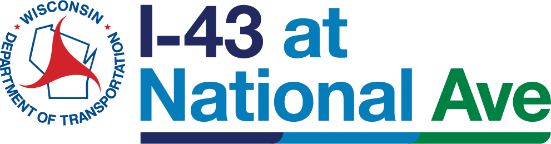 WISCONSIN
DEPARTMENT OF TRANSPORTATION
I-43 at
National Ave